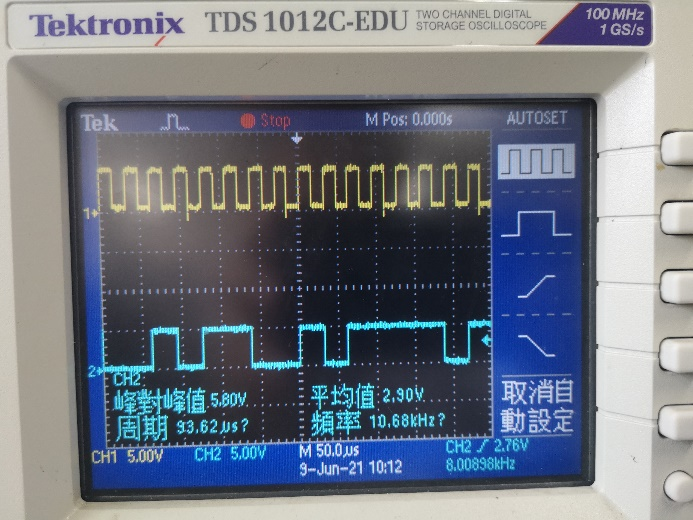 Tektronix TDS 1012C-EDU TWO CHANNEL DIGITAL STORAGE OSCILLOSCOPE 100 MHz 1 GS/s
Tek Stop M Pos: 0.000s AUTOSET
1+
2+
CH2
峰對峰值 5.80V 平均值 2.90V
周期 93.62µs? 頻率 10.68kHz?
取消自
動設定
CH1 5.00V CH2 5.00V M 50.0µs CH2 2.76V
9-Jun-21 10:12 8.00898kHz